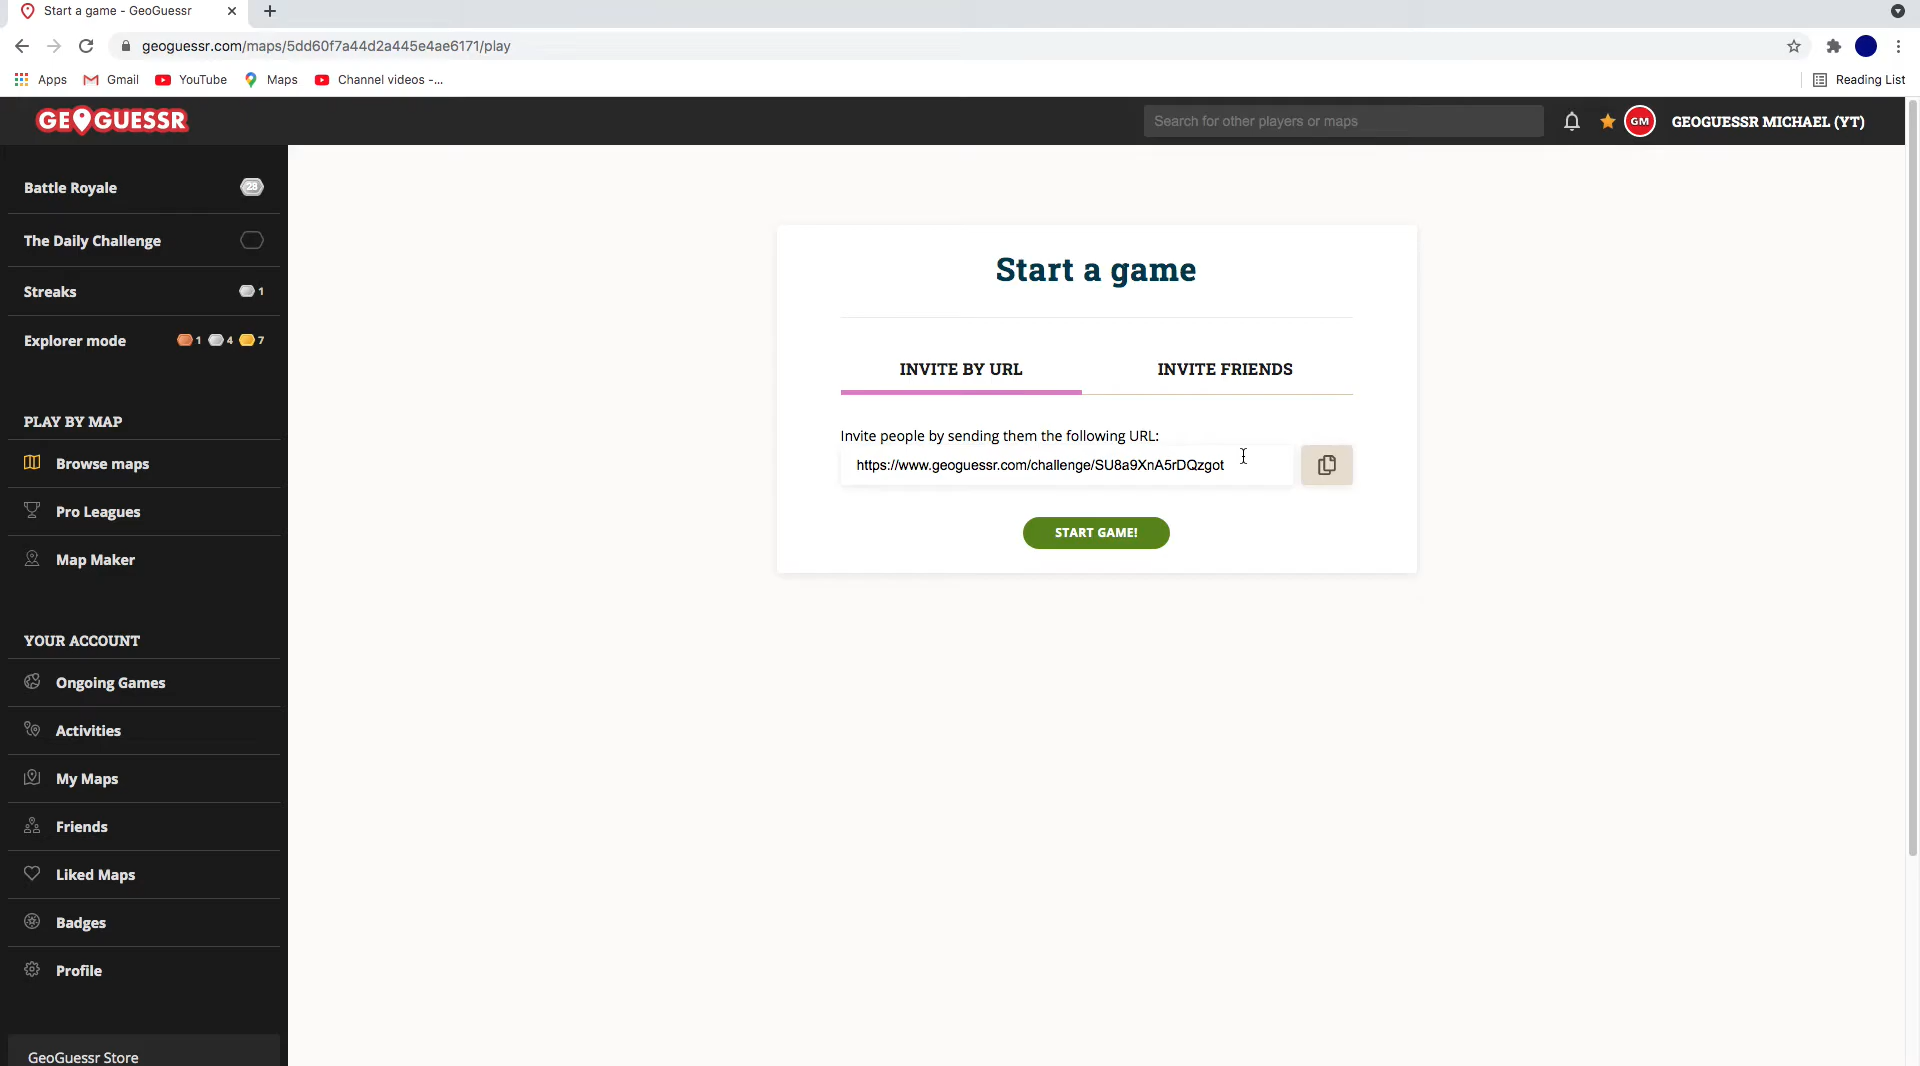 Start a game - GeoGuessr
geoguessr.com/maps/5dd60f7a44d2a445e4ae6171/play
Apps Gmail YouTube Maps Channel videos -... Reading List
GEOGUESSR
Search for other players or maps
GM GEOGUESSR MICHAEL (YT)
Battle Royale 28
The Daily Challenge
Streaks 1
Explorer mode 1 4 7
PLAY BY MAP
Browse maps
Pro Leagues
Map Maker
YOUR ACCOUNT
Ongoing Games
Activities
My Maps
Friends
Liked Maps
Badges
Profile
GeoGuessr Store
Start a game
INVITE BY URL INVITE FRIENDS
Invite people by sending them the following URL:
https://www.geoguessr.com/challenge/SU8a9XnA5rDQzgot
START GAME!